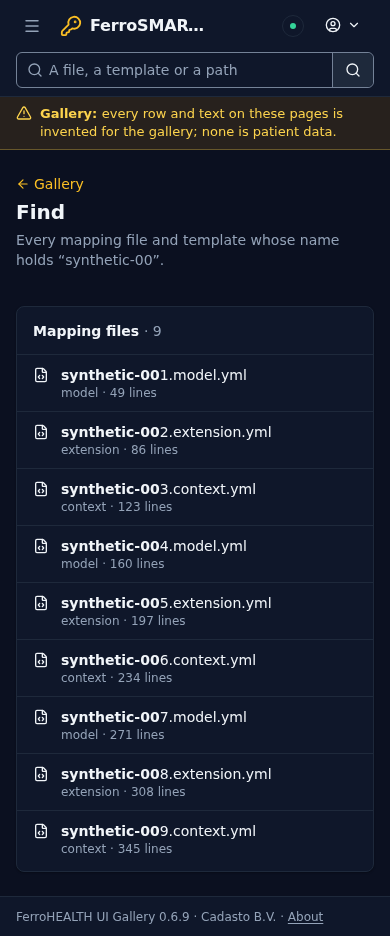 FerroSMAR…
A file, a template or a path
Gallery: every row and text on these pages is
invented for the gallery; none is patient data.
← Gallery
Find
Every mapping file and template whose name
holds “synthetic-00”.
Mapping files · 9
synthetic-001.model.yml
model · 49 lines
synthetic-002.extension.yml
extension · 86 lines
synthetic-003.context.yml
context · 123 lines
synthetic-004.model.yml
model · 160 lines
synthetic-005.extension.yml
extension · 197 lines
synthetic-006.context.yml
context · 234 lines
synthetic-007.model.yml
model · 271 lines
synthetic-008.extension.yml
extension · 308 lines
synthetic-009.context.yml
context · 345 lines
FerroHEALTH UI Gallery 0.6.9 · Cadasto B.V. · About